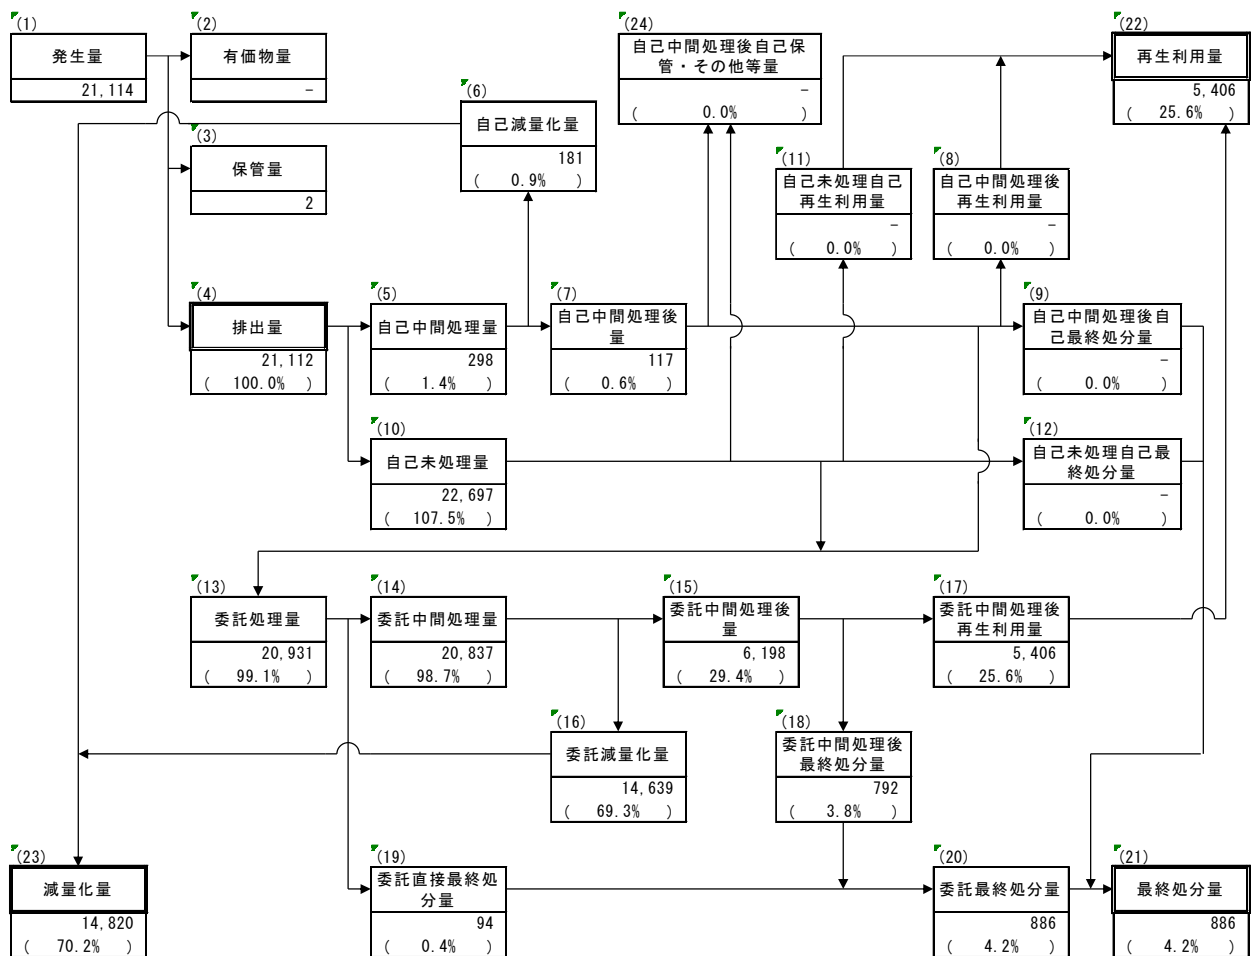 (1)
発生量
21,114
(2)
有価物量
-
(3)
保管量
2
(24)
自己中間処理後自己保
管・その他等量
-
( 0.0% )
(22)
再生利用量
5,406
( 25.6% )
(6)
自己減量化量
181
( 0.9% )
(11)
自己未処理自己
再生利用量
-
( 0.0% )
(8)
自己中間処理後
再生利用量
-
( 0.0% )
(4)
排出量
21,112
( 100.0% )
(5)
自己中間処理量
298
( 1.4% )
(7)
自己中間処理後
量
117
( 0.6% )
(9)
自己中間処理後自
己最終処分量
-
( 0.0% )
(10)
自己未処理量
22,697
( 107.5% )
(12)
自己未処理自己最
終処分量
-
( 0.0% )
(13)
委託処理量
20,931
( 99.1% )
(14)
委託中間処理量
20,837
( 98.7% )
(15)
委託中間処理後
量
6,198
( 29.4% )
(17)
委託中間処理後
再生利用量
5,406
( 25.6% )
(16)
委託減量化量
14,639
( 69.3% )
(18)
委託中間処理後
最終処分量
792
( 3.8% )
(23)
減量化量
14,820
( 70.2% )
(19)
委託直接最終処
分量
94
( 0.4% )
(20)
委託最終処分量
886
( 4.2% )
(21)
最終処分量
886
( 4.2% )